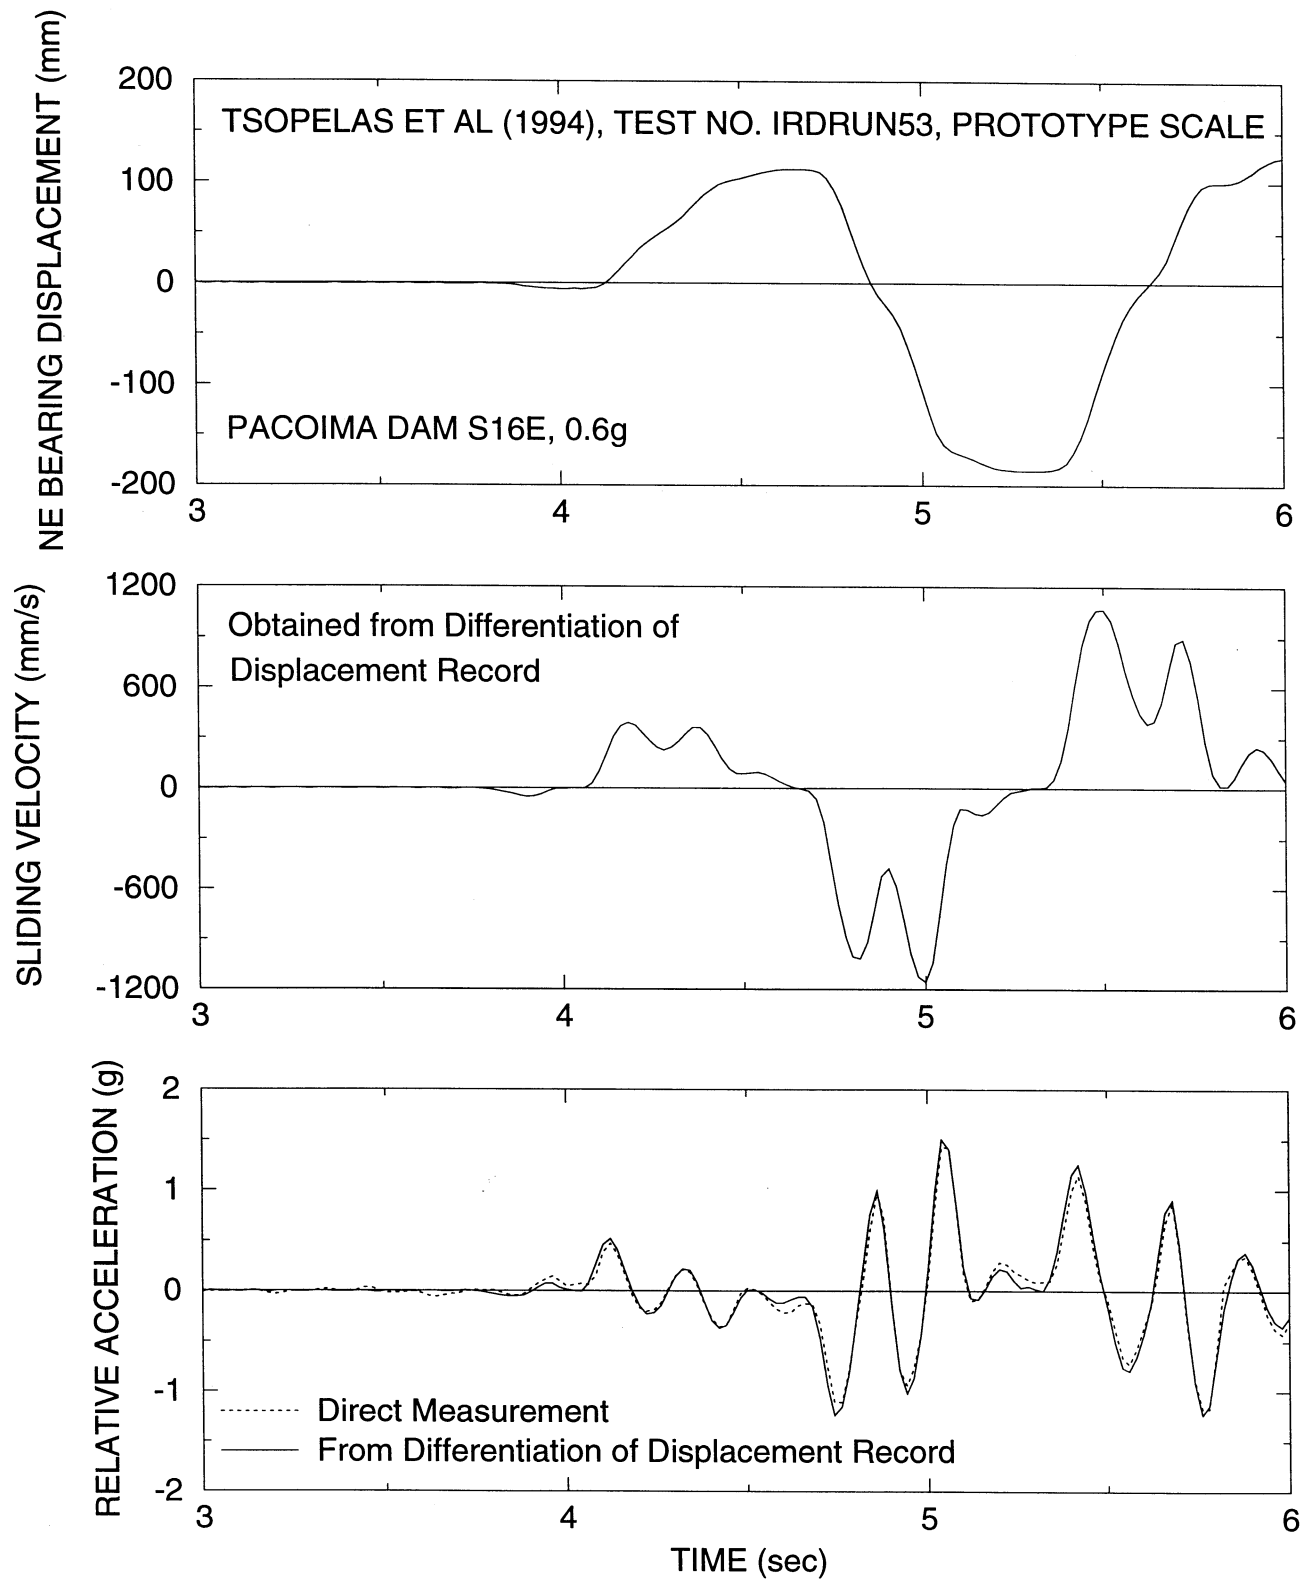 NE BEARING DISPLACEMENT (mm)
200
100
0
-100
-200
TSOPELAS ET AL (1994), TEST NO. IRDRUN53, PROTOTYPE SCALE
PACOIMA DAM S16E, 0.6g
3 4 5 6
SLIDING VELOCITY (mm/s)
1200
600
0
-600
-1200
Obtained from Differentiation of
Displacement Record
3 4 5 6
RELATIVE ACCELERATION (g)
2
1
0
-1
-2
Direct Measurement
From Differentiation of Displacement Record
3 4 5 6
TIME (sec)